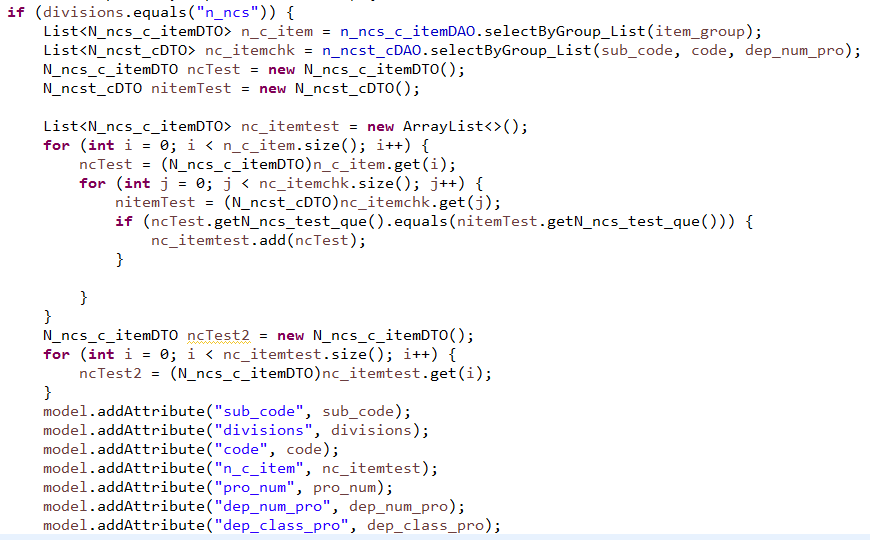 if (divisions.equals("n_ncs")) {
    List<N_ncs_c_itemDTO> n_c_item = n_ncs_c_itemDAO.selectByGroup_List(item_group);
    List<N_ncst_cDTO> nc_itemchk = n_ncst_cDAO.selectByGroup_List(sub_code, code, dep_num_pro);
    N_ncs_c_itemDTO ncTest = new N_ncs_c_itemDTO();
    N_ncst_cDTO nitemTest = new N_ncst_cDTO();

    List<N_ncs_c_itemDTO> nc_itemtest = new ArrayList<>();
    for (int i = 0; i < n_c_item.size(); i++) {
        ncTest = (N_ncs_c_itemDTO)n_c_item.get(i);
        for (int j = 0; j < nc_itemchk.size(); j++) {
            nitemTest = (N_ncst_cDTO)nc_itemchk.get(j);
            if (ncTest.getN_ncs_test_que().equals(nitemTest.getN_ncs_test_que())) {
                nc_itemtest.add(ncTest);
            }

        }
    }
    N_ncs_c_itemDTO ncTest2 = new N_ncs_c_itemDTO();
    for (int i = 0; i < nc_itemtest.size(); i++) {
        ncTest2 = (N_ncs_c_itemDTO)nc_itemtest.get(i);
    }
    model.addAttribute("sub_code", sub_code);
    model.addAttribute("divisions", divisions);
    model.addAttribute("code", code);
    model.addAttribute("n_c_item", nc_itemtest);
    model.addAttribute("pro_num", pro_num);
    model.addAttribute("dep_num_pro", dep_num_pro);
    model.addAttribute("dep_class_pro", dep_class_pro);